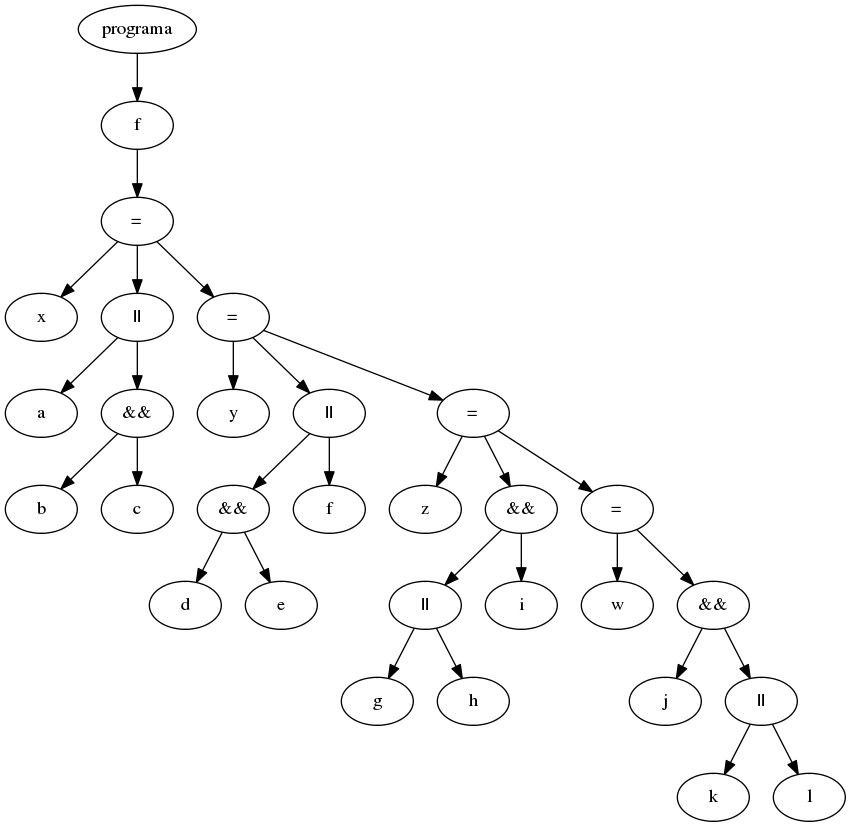 programa
f
=
x || =
a && y || =
b c && f z && =
d e || i w &&
g h j ||
k l